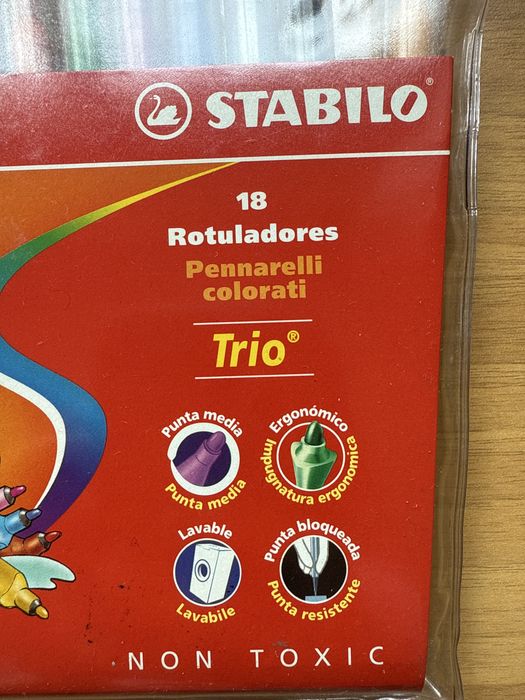 STABILO®
18
Rotuladores
Pennarelli
colorati
Trio®
Punta media
Punta media
Ergonómico
Impugnatura ergonomica
Lavable
Lavabile
Punta bloqueada
Punta resistente
NON TOXIC